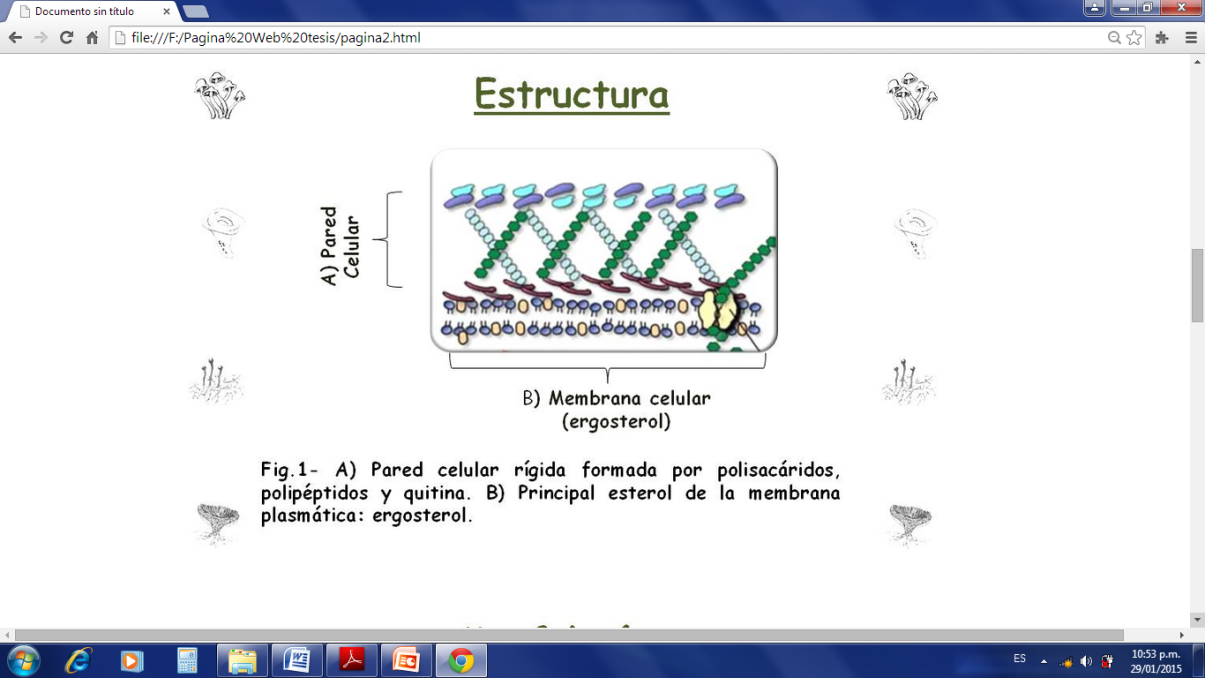 Documento sin título
file:///F:/Pagina%20Web%20tesis/pagina2.html
Estructura
A) Pared
Celular
B) Membrana celular
(ergosterol)
Fig.1- A) Pared celular rígida formada por polisacáridos,
polipéptidos y quitina. B) Principal esterol de la membrana
plasmática: ergosterol.
ES
10:53 p.m.
29/01/2015